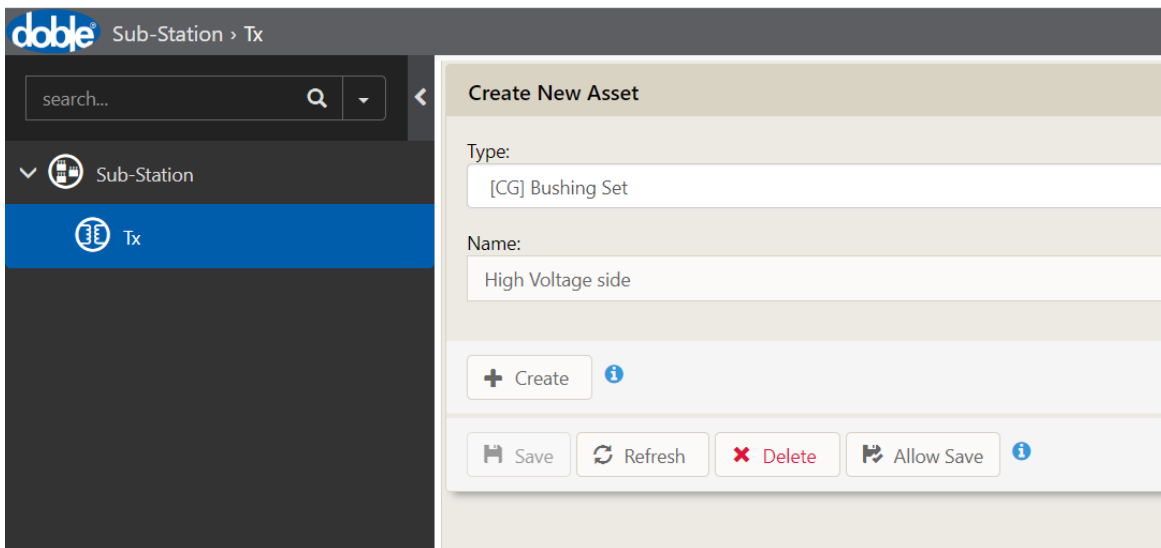 doble® Sub-Station › Tx
search...
Create New Asset
Type:
[CG] Bushing Set
Sub-Station
Tx
Name:
High Voltage side
Create
Save Refresh Delete Allow Save